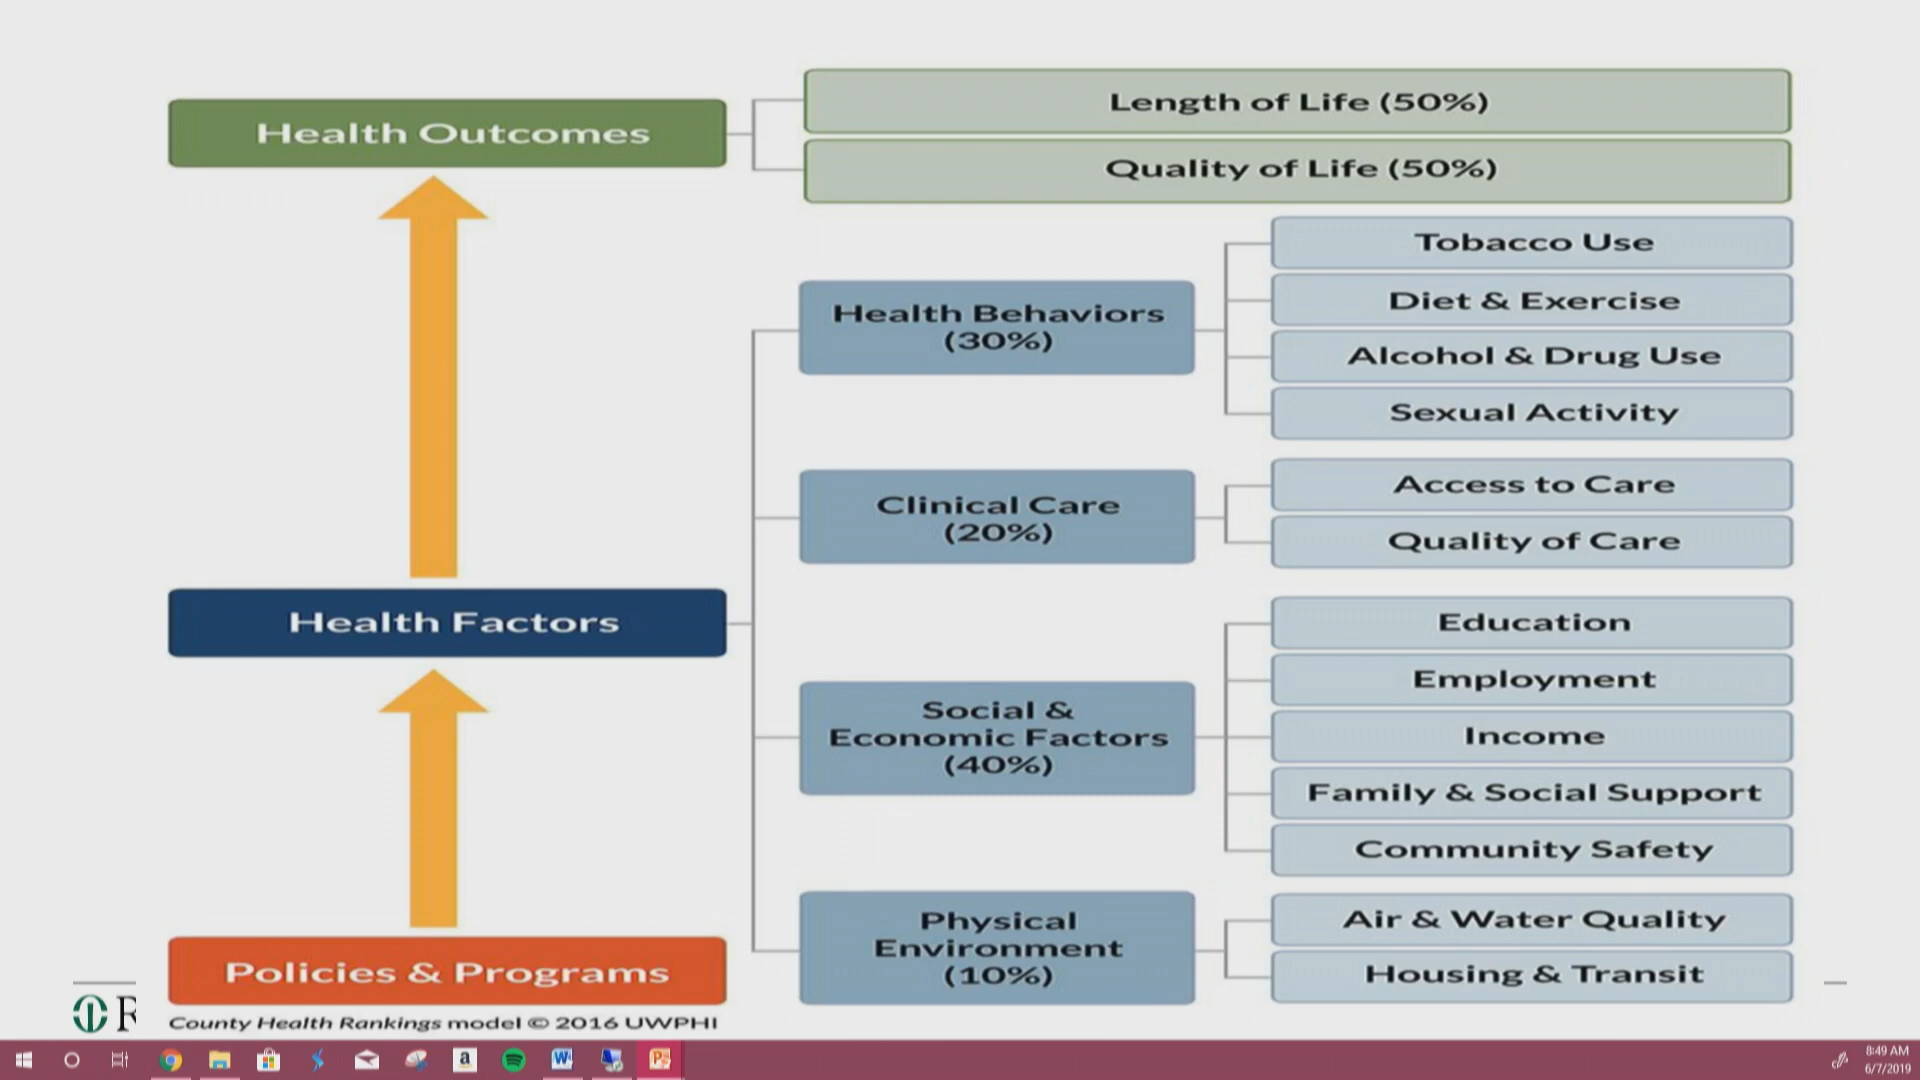 Health Outcomes
Length of Life (50%)
Quality of Life (50%)
Health Behaviors
(30%)
Tobacco Use
Diet & Exercise
Alcohol & Drug Use
Sexual Activity
Clinical Care
(20%)
Access to Care
Quality of Care
Health Factors
Social &
Economic Factors
(40%)
Education
Employment
Income
Family & Social Support
Community Safety
Physical
Environment
(10%)
Air & Water Quality
Housing & Transit
Policies & Programs
R
County Health Rankings model © 2016 UWPHI
8:49 AM
6/7/2019